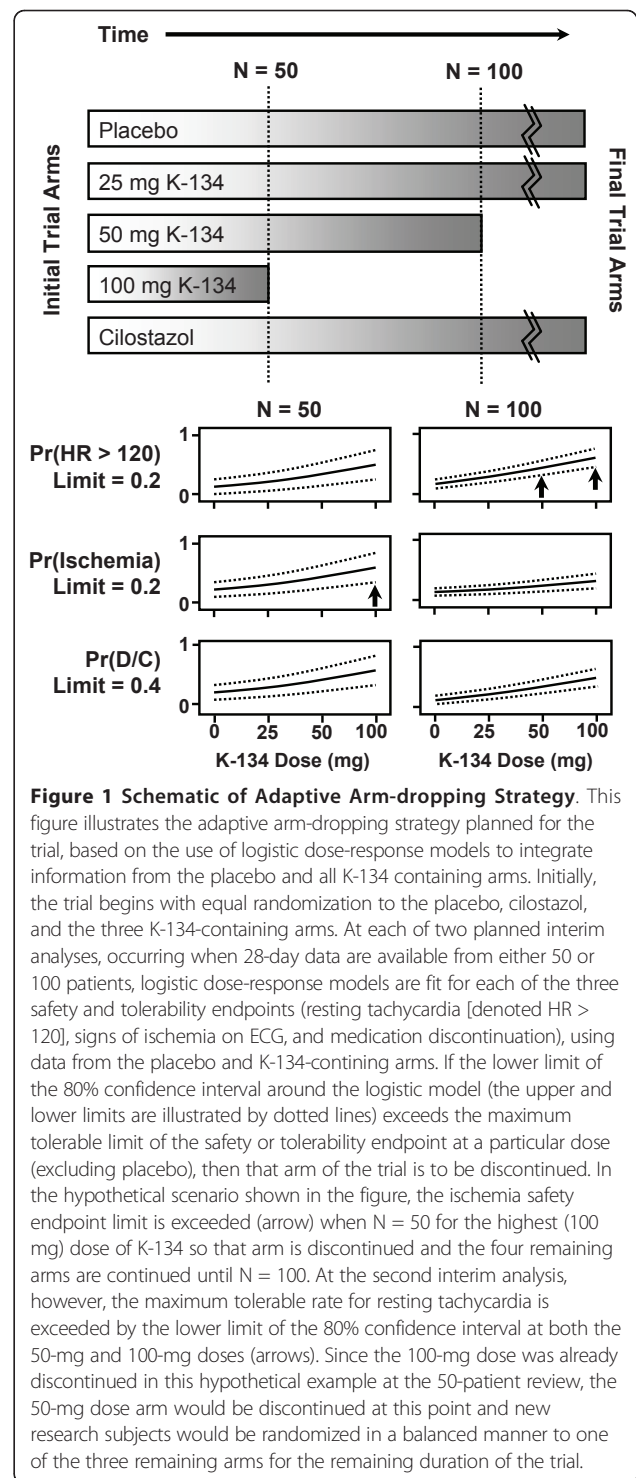 Time
N = 50 N = 100
Initial Trial Arms
Placebo
25 mg K-134
50 mg K-134
100 mg K-134
Cilostazol
Final Trial Arms
N = 50 N = 100
Pr(HR > 120)
Limit = 0.2
1
0
Pr(Ischemia)
Limit = 0.2
1
0
Pr(D/C)
Limit = 0.4
1
0
0 25 50 100 0 25 50 100
K-134 Dose (mg) K-134 Dose (mg)
Figure 1 Schematic of Adaptive Arm-dropping Strategy. This
figure illustrates the adaptive arm-dropping strategy planned for the
trial, based on the use of logistic dose-response models to integrate
information from the placebo and all K-134 containing arms. Initially,
the trial begins with equal randomization to the placebo, cilostazol,
and the three K-134-containing arms. At each of two planned interim
analyses, occurring when 28-day data are available from either 50 or
100 patients, logistic dose-response models are fit for each of the three
safety and tolerability endpoints (resting tachycardia [denoted HR >
120], signs of ischemia on ECG, and medication discontinuation), using
data from the placebo and K-134-contining arms. If the lower limit of
the 80% confidence interval around the logistic model (the upper and
lower limits are illustrated by dotted lines) exceeds the maximum
tolerable limit of the safety or tolerability endpoint at a particular dose
(excluding placebo), then that arm of the trial is to be discontinued. In
the hypothetical scenario shown in the figure, the ischemia safety
endpoint limit is exceeded (arrow) when N = 50 for the highest (100
mg) dose of K-134 so that arm is discontinued and the four remaining
arms are continued until N = 100. At the second interim analysis,
however, the maximum tolerable rate for resting tachycardia is
exceeded by the lower limit of the 80% confidence interval at both the
50-mg and 100-mg doses (arrows). Since the 100-mg dose was already
discontinued in this hypothetical example at the 50-patient review, the
50-mg dose arm would be discontinued at this point and new
research subjects would be randomized in a balanced manner to one
of the three remaining arms for the remaining duration of the trial.